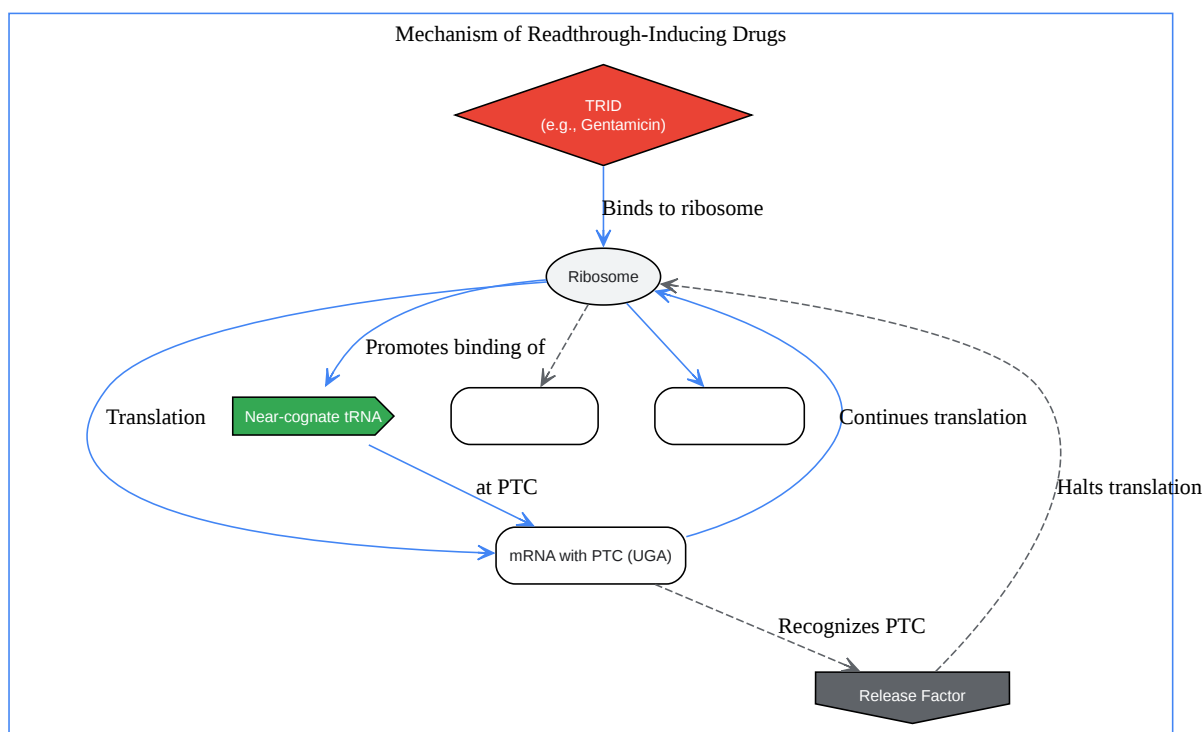 Mechanism of Readthrough-Inducing Drugs
TRID
(e.g., Gentamicin)
Binds to ribosome
Ribosome
Promotes binding of
Translation
Near-cognate tRNA
Continues translation
at PTC
Halts translation
mRNA with PTC (UGA)
Recognizes PTC
Release Factor